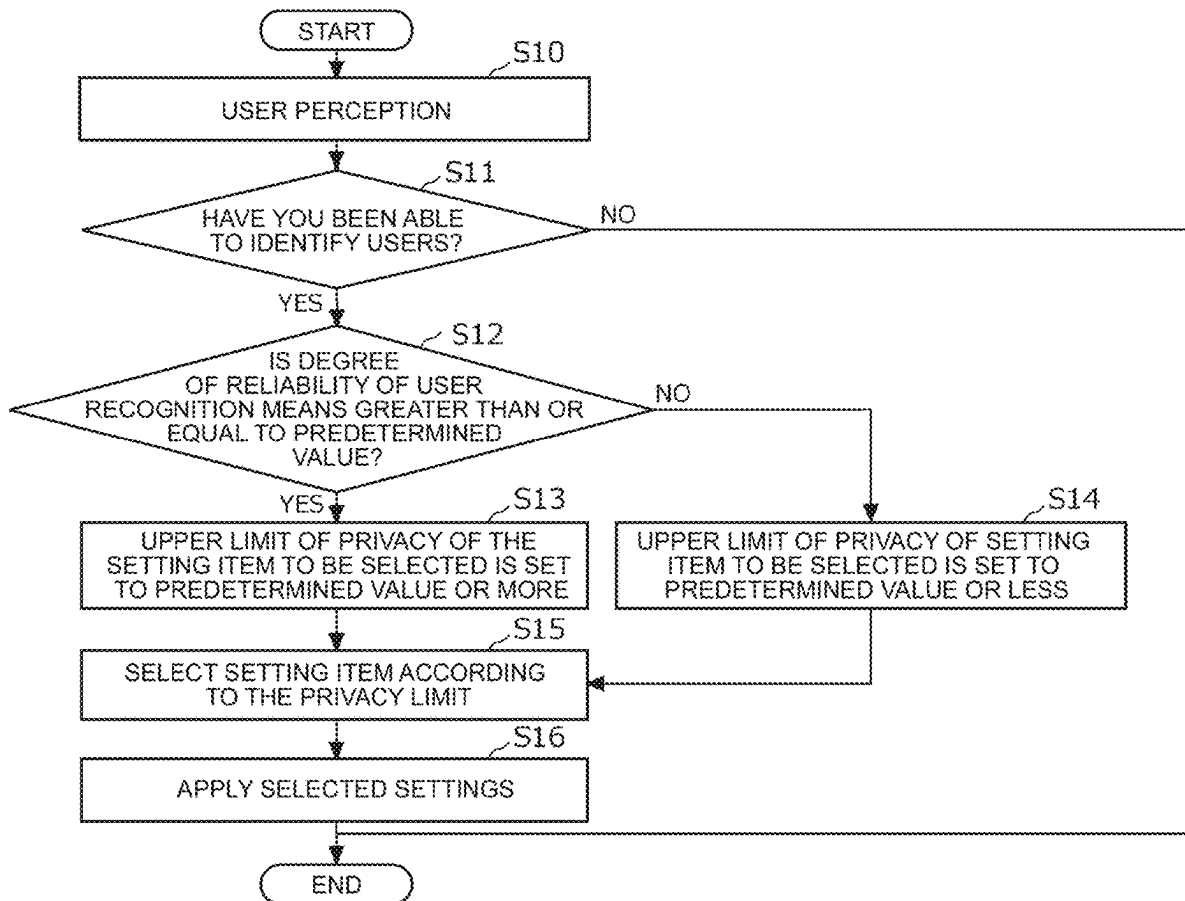 START
S10
USER PERCEPTION
S11
HAVE YOU BEEN ABLE
TO IDENTIFY USERS?
NO
YES
S12
IS DEGREE
OF RELIABILITY OF USER
RECOGNITION MEANS GREATER THAN OR
EQUAL TO PREDETERMINED
VALUE?
NO
YES
S13
UPPER LIMIT OF PRIVACY OF THE
SETTING ITEM TO BE SELECTED IS SET
TO PREDETERMINED VALUE OR MORE
S14
UPPER LIMIT OF PRIVACY OF SETTING
ITEM TO BE SELECTED IS SET TO
PREDETERMINED VALUE OR LESS
S15
SELECT SETTING ITEM ACCORDING
TO THE PRIVACY LIMIT
S16
APPLY SELECTED SETTINGS
END